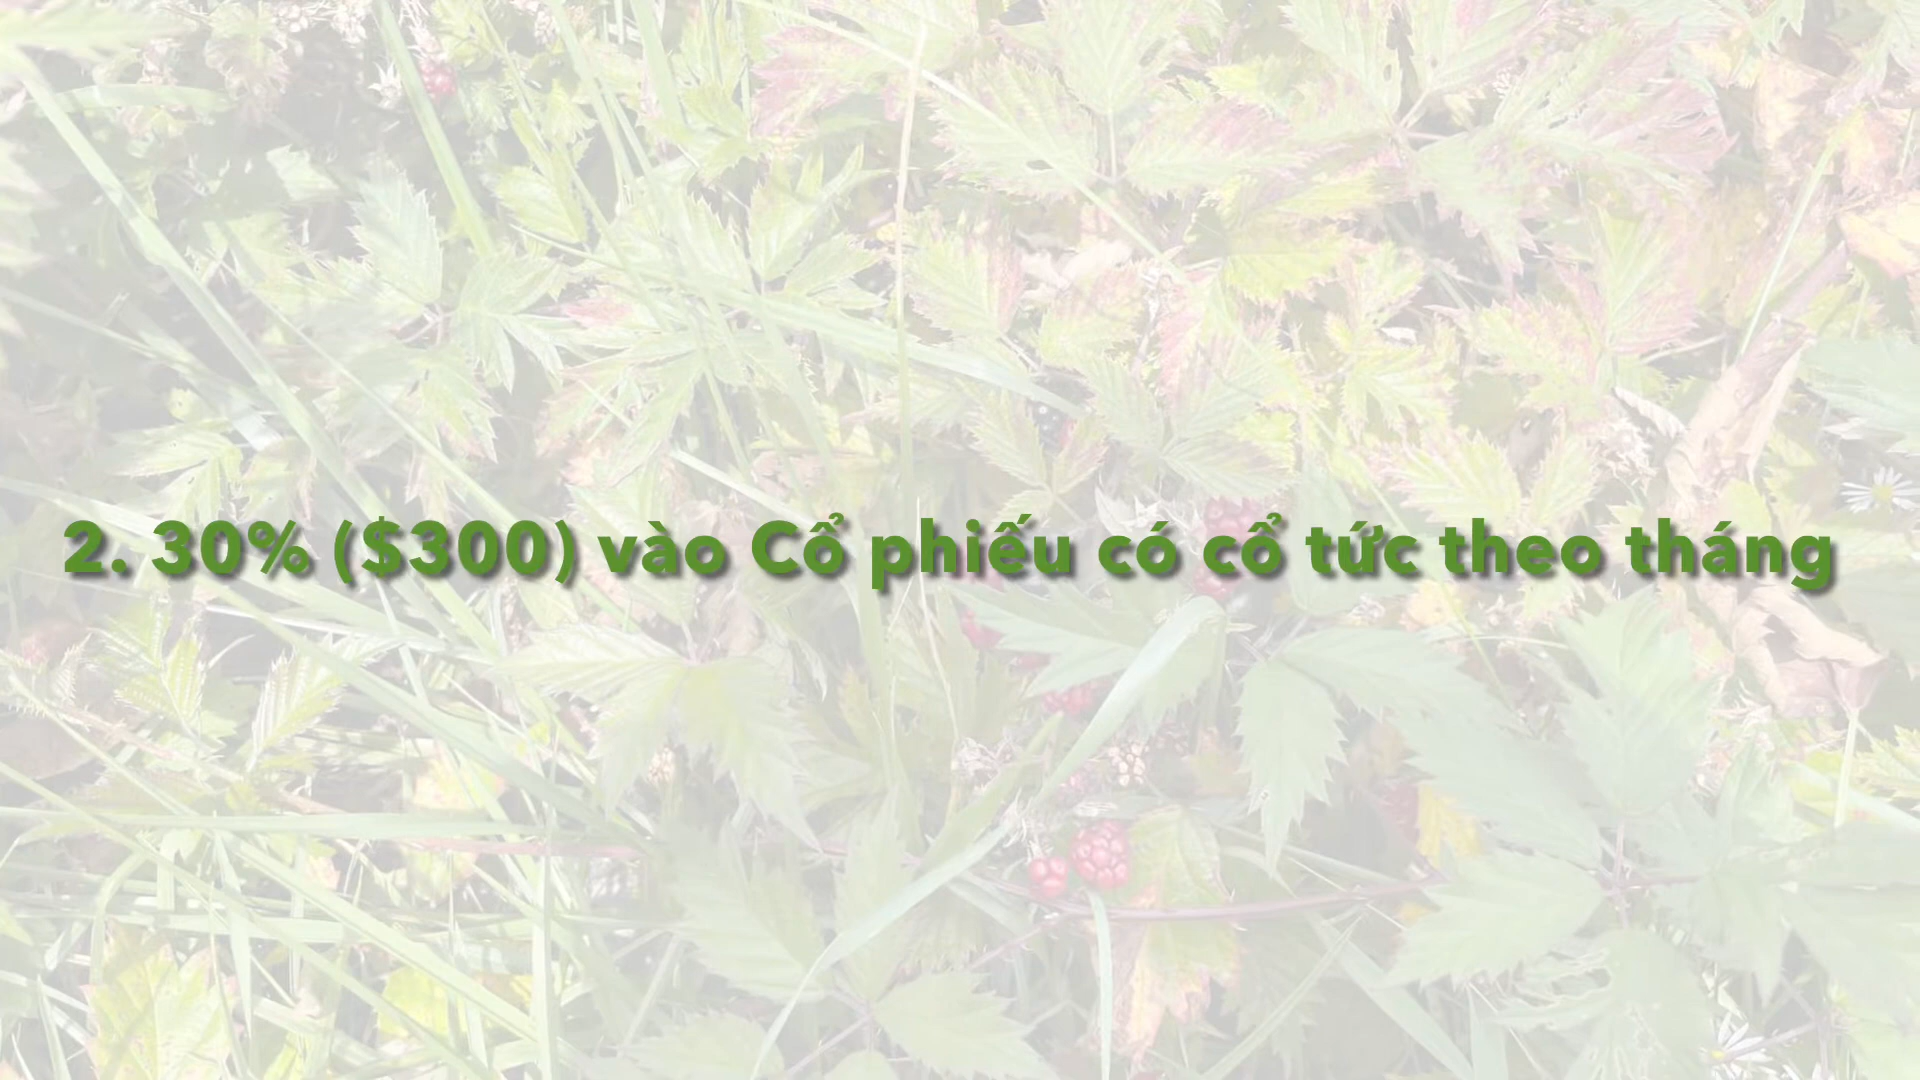 2. 30% ($300) vào Cổ phiếu có cổ tức theo tháng